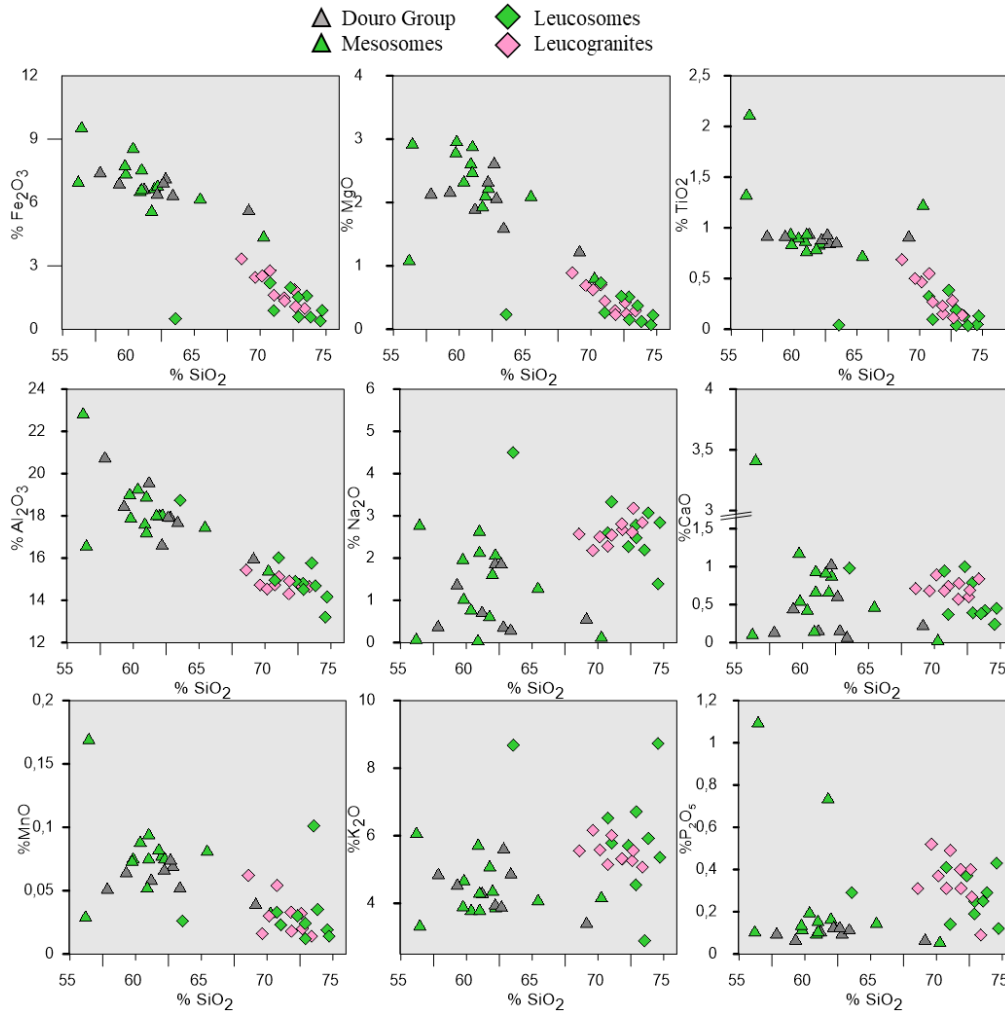 Douro Group Leucosomes
Mesosomes Leucogranites
12
9
6
3
0
% Fe2O3
55 60 65 70 75
% SiO2
4
3
2
1
0
% MgO
55 60 65 70 75
% SiO2
2,5
2
1,5
1
0,5
0
% TiO2
55 60 65 70 75
% SiO2
24
22
20
18
16
14
12
% Al2O3
55 60 65 70 75
% SiO2
6
5
4
3
2
1
0
% Na2O
55 60 65 70 75
% SiO2
4
3,5
3
1,5
1
0,5
0
%CaO
55 60 65 70 75
% SiO2
0,2
0,15
0,1
0,05
0
%MnO
55 60 65 70 75
% SiO2
10
8
6
4
%K2O
55 60 65 70 75
% SiO2
1,2
1
0,8
0,6
0,4
0,2
0
%P2O5
55 60 65 70 75
% SiO2